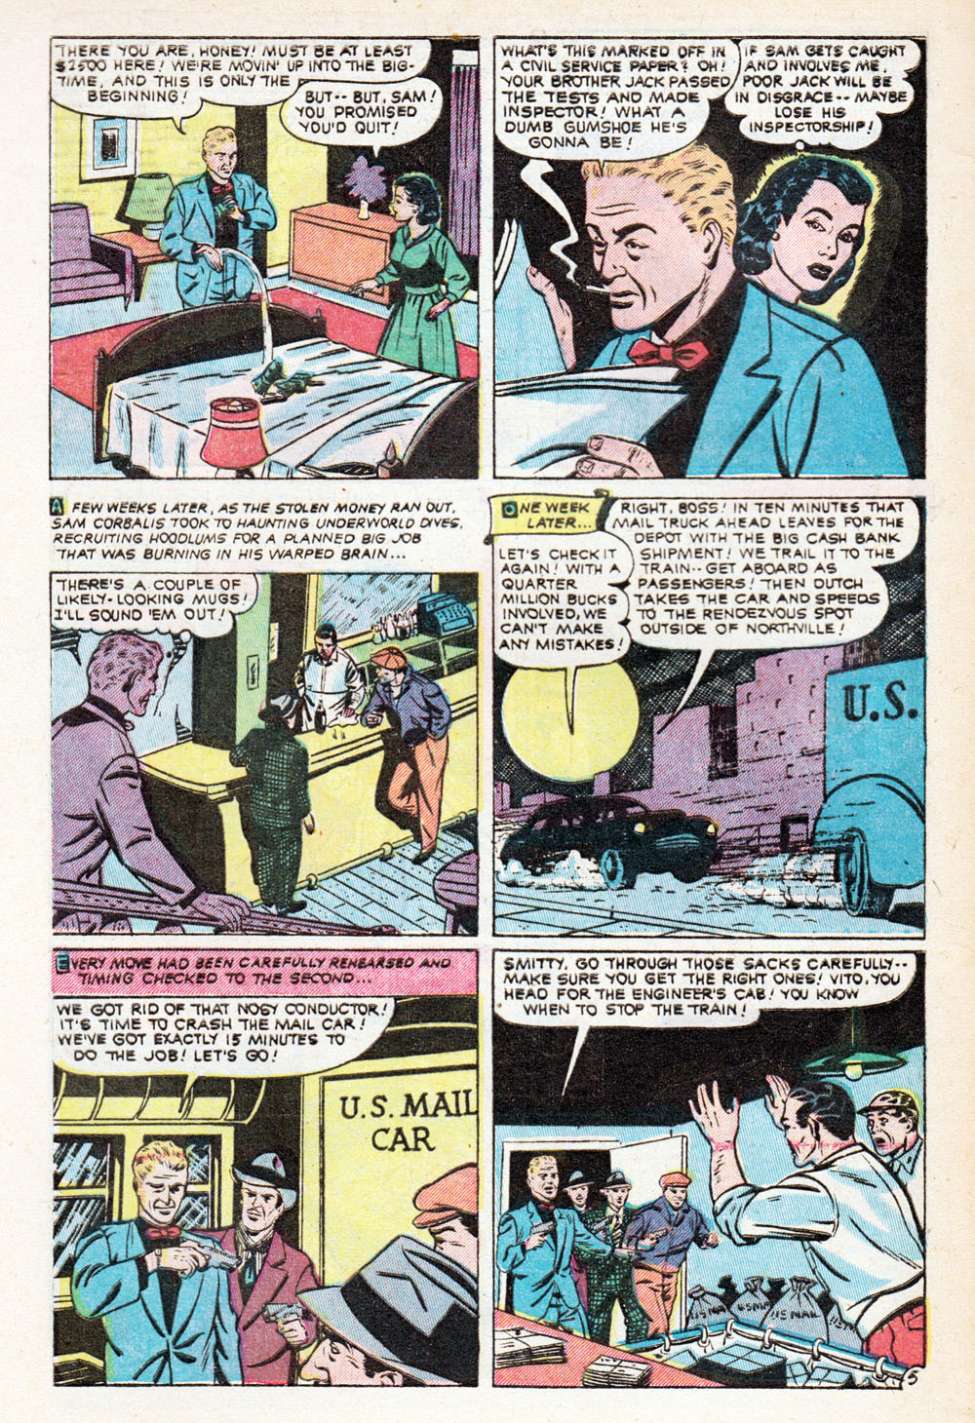 THERE YOU ARE, HONEY! MUST BE AT LEAST
$2500 HERE! WE'RE MOVIN' UP INTO THE BIG-
TIME, AND THIS IS ONLY THE
BEGINNING!
BUT-- BUT, SAM!
YOU PROMISED
YOU'D QUIT!
WHAT'S THIS MARKED OFF IN
A CIVIL SERVICE PAPER? OH!
YOUR BROTHER JACK PASSED
THE TESTS AND MADE
INSPECTOR! WHAT A
DUMB GUMSHOE HE'S
GONNA BE!
IF SAM GETS CAUGHT
AND INVOLVES ME,
POOR JACK WILL BE
IN DISGRACE-- MAYBE
LOSE HIS
INSPECTORSHIP!
A FEW WEEKS LATER, AS THE STOLEN MONEY RAN OUT,
SAM CORBALIS TOOK TO HAUNTING UNDERWORLD DIVES,
RECRUITING HOODLUMS FOR A PLANNED BIG JOB
THAT WAS BURNING IN HIS WARPED BRAIN...
THERE'S A COUPLE OF
LIKELY-LOOKING MUGS!
I'LL SOUND 'EM OUT!
ONE WEEK
LATER...
LET'S CHECK IT
AGAIN! WITH A
QUARTER
MILLION BUCKS
INVOLVED, WE
CAN'T MAKE
ANY MISTAKES!
RIGHT, BOSS! IN TEN MINUTES THAT
MAIL TRUCK AHEAD LEAVES FOR THE
DEPOT WITH THE BIG CASH BANK
SHIPMENT! WE TRAIL IT TO THE
TRAIN-- GET ABOARD AS
PASSENGERS! THEN DUTCH
TAKES THE CAR AND SPEEDS
TO THE RENDEZVOUS SPOT
OUTSIDE OF NORTHVILLE!
U.S.
EVERY MOVE HAD BEEN CAREFULLY REHEARSED AND
TIMING CHECKED TO THE SECOND...
WE GOT RID OF THAT NOSY CONDUCTOR!
IT'S TIME TO CRASH THE MAIL CAR!
WE'VE GOT EXACTLY 15 MINUTES TO
DO THE JOB! LET'S GO!
U.S. MAIL
CAR
SMITTY, GO THROUGH THOSE SACKS CAREFULLY--
MAKE SURE YOU GET THE RIGHT ONES! VITO, YOU
HEAD FOR THE ENGINEER'S CAB! YOU KNOW
WHEN TO STOP THE TRAIN!
5